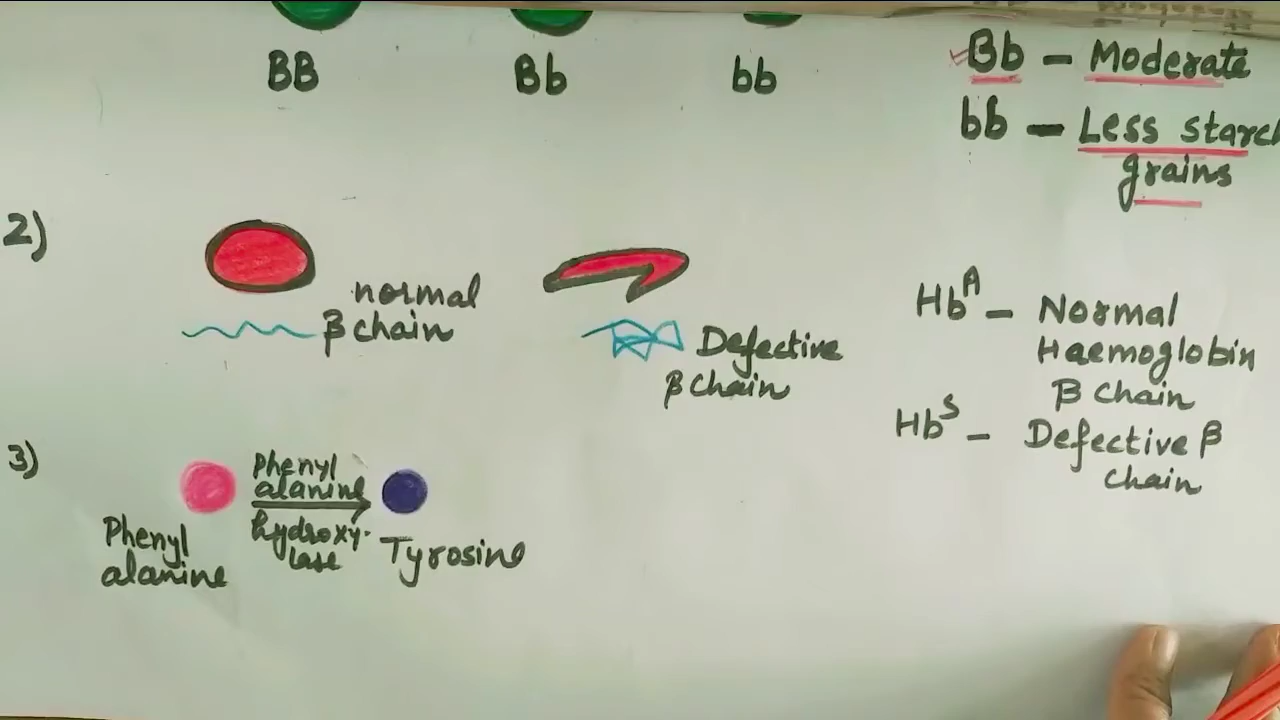 BB
Bb
bb
Bb - Moderate
bb - Less starch
grains
2)
normal
β chain
Defective
β chain
Hb^A - Normal
Haemoglobin
β chain
Hb^S - Defective β
chain
3)
Phenyl
alanine
Phenyl
alanine
hydroxy-
lase
Tyrosine